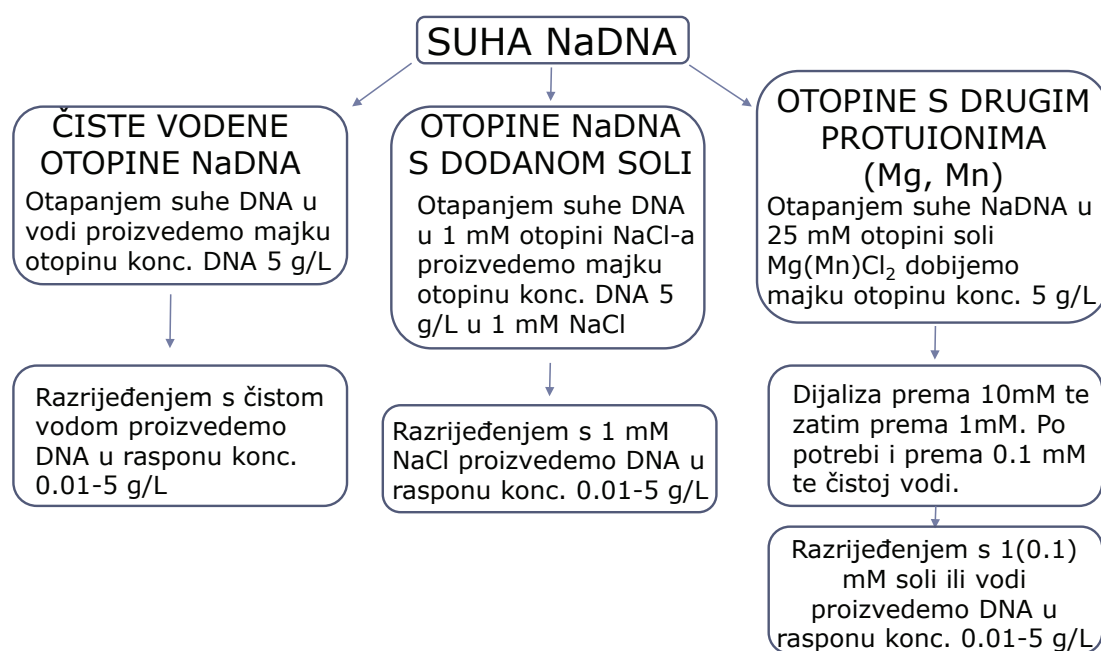 SUHA NaDNA
ČISTE VODENE
OTOPINE NaDNA
Otapanjem suhe DNA u
vodi proizvedemo majku
otopinu konc. DNA 5 g/L
Razrijeđenjem s čistom
vodom proizvedemo
DNA u rasponu konc.
0.01-5 g/L
OTOPINE NaDNA
S DODANOM SOLI
Otapanjem suhe DNA
u 1 mM otopini NaCl-a
proizvedemo majku
otopinu konc. DNA 5
g/L u 1 mM NaCl
Razrijeđenjem s 1 mM
NaCl proizvedemo DNA u
rasponu konc. 0.01-5 g/L
OTOPINE S DRUGIM
PROTUIONIMA
(Mg, Mn)
Otapanjem suhe NaDNA u
25 mM otopini soli
Mg(Mn)Cl₂ dobijemo
majku otopinu konc. 5 g/L
Dijaliza prema 10mM te
zatim prema 1mM. Po
potrebi i prema 0.1 mM
te čistoj vodi.
Razrijeđenjem s 1(0.1)
mM soli ili vodi
proizvedemo DNA u
rasponu konc. 0.01-5 g/L